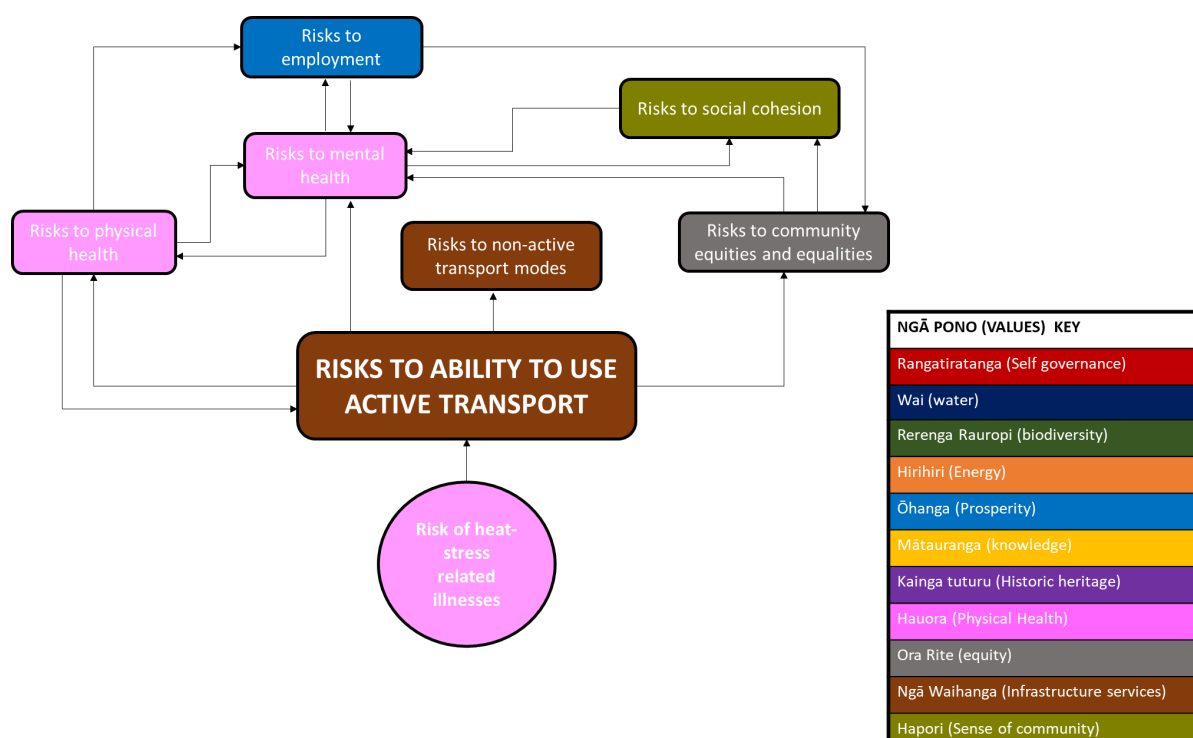 Risks to
employment
Risks to social cohesion
Risks to mental
health
Risks to physical
health
Risks to non-active
transport modes
Risks to community
equities and equalities
RISKS TO ABILITY TO USE
ACTIVE TRANSPORT
Risk of heat-
stress
related
illnesses
NGĀ PONO (VALUES) KEY
Rangatiratanga (Self governance)
Wai (water)
Rerenga Rauropi (biodiversity)
Hirihiri (Energy)
Ōhanga (Prosperity)
Mātauranga (knowledge)
Kainga tuturu (Historic heritage)
Hauora (Physical Health)
Ora Rite (equity)
Ngā Waihanga (Infrastructure services)
Hapori (Sense of community)